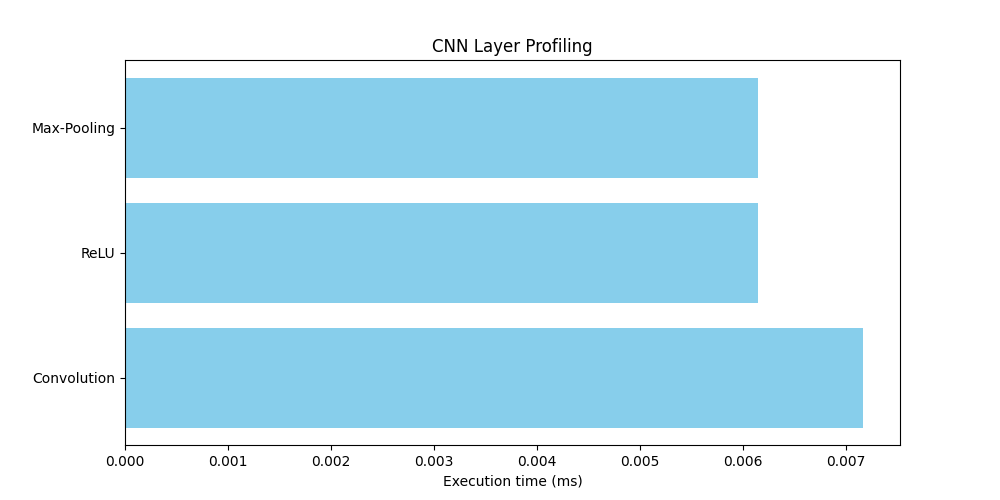 CNN Layer Profiling
Max-Pooling
ReLU
Convolution
0.000 0.001 0.002 0.003 0.004 0.005 0.006 0.007
Execution time (ms)